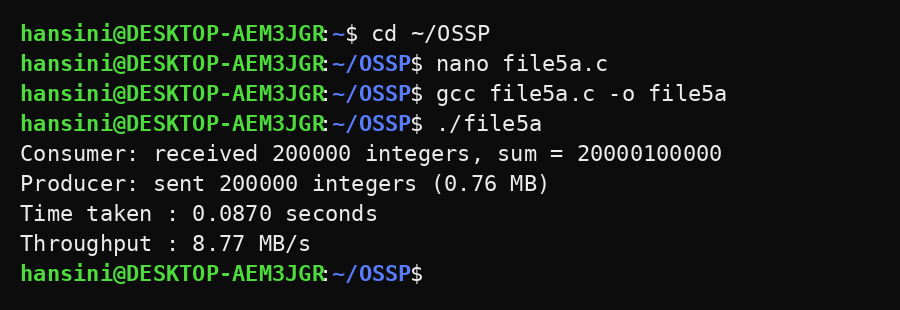 hansini@DESKTOP-AEM3JGR:~$ cd ~/OSSP
hansini@DESKTOP-AEM3JGR:~/OSSP$ nano file5a.c
hansini@DESKTOP-AEM3JGR:~/OSSP$ gcc file5a.c -o file5a
hansini@DESKTOP-AEM3JGR:~/OSSP$ ./file5a
Consumer: received 200000 integers, sum = 20000100000
Producer: sent 200000 integers (0.76 MB)
Time taken : 0.0870 seconds
Throughput : 8.77 MB/s
hansini@DESKTOP-AEM3JGR:~/OSSP$